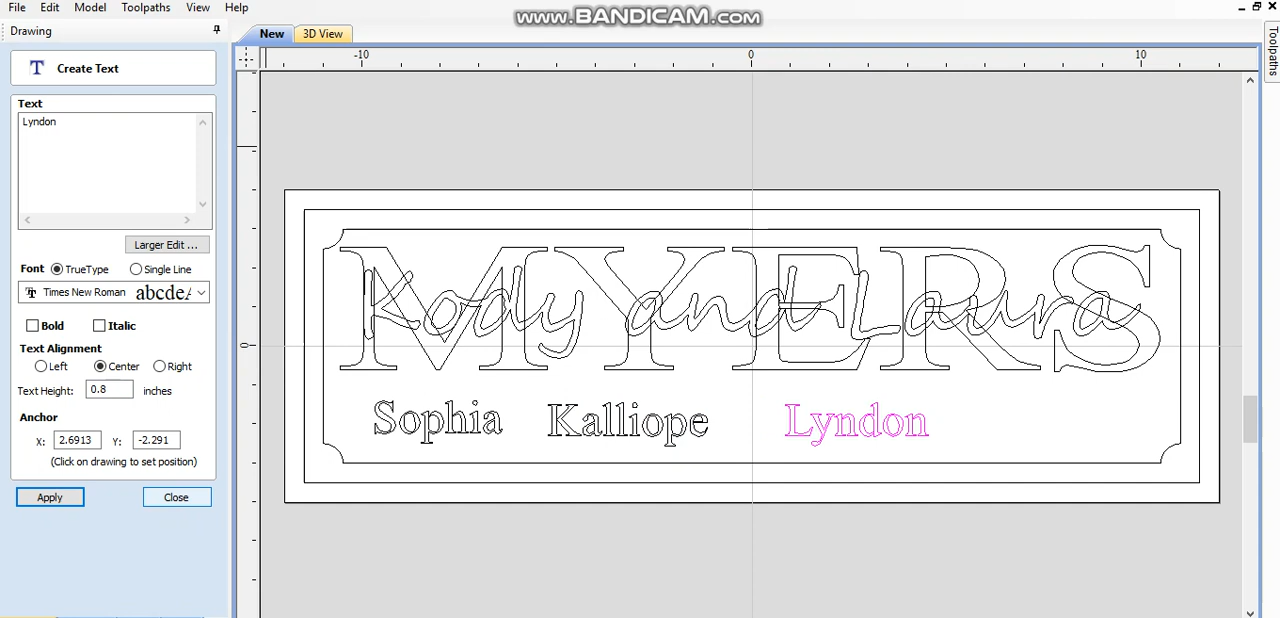 File Edit Model Toolpaths View Help
www.BANDICAM.com
Drawing
New 3D View
Toolpaths
Create Text
-10 0 10
Text
Lyndon
Larger Edit ...
Font TrueType Single Line
Times New Roman abcdeA
Bold Italic
Text Alignment
Left Center Right
Text Height: 0.8 inches
Anchor
X: 2.6913 Y: -2.291
(Click on drawing to set position)
Apply Close
0
MYERS
Kody and Laura
Sophia Kalliope Lyndon